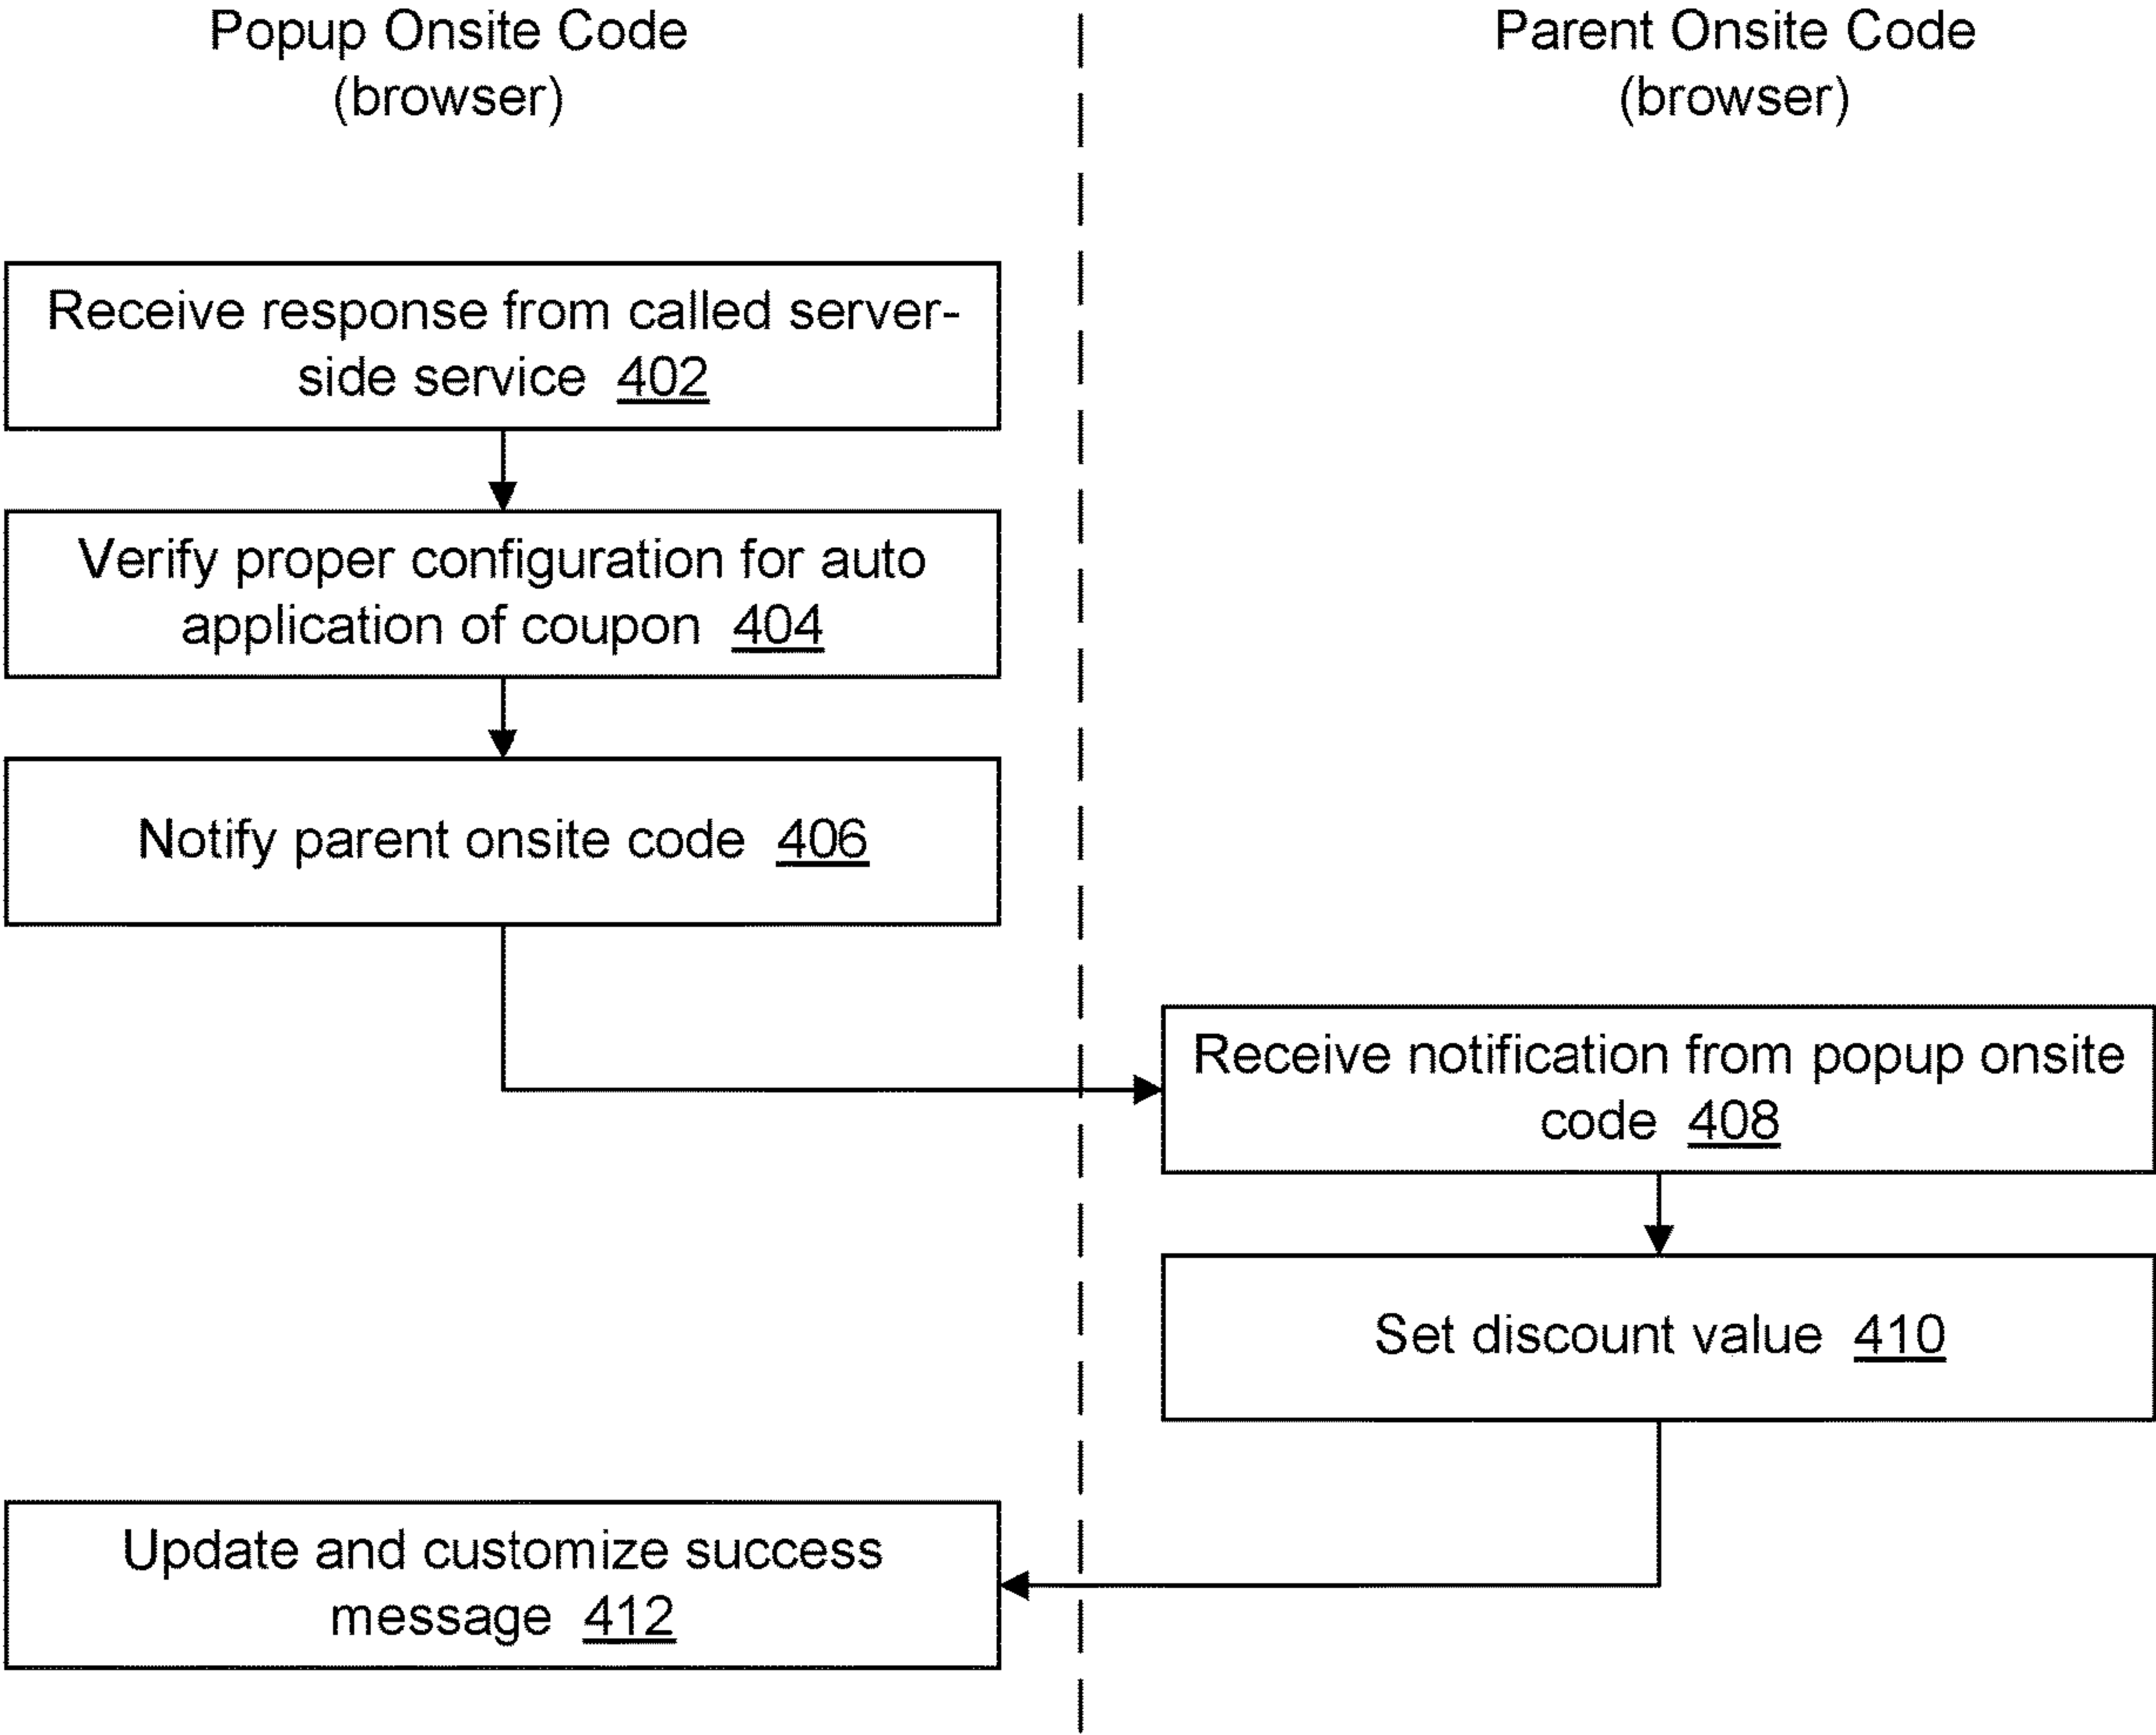 Popup Onsite Code
(browser)
Parent Onsite Code
(browser)
Receive response from called server-
side service 402
Verify proper configuration for auto
application of coupon 404
Notify parent onsite code 406
Receive notification from popup onsite
code 408
Set discount value 410
Update and customize success
message 412